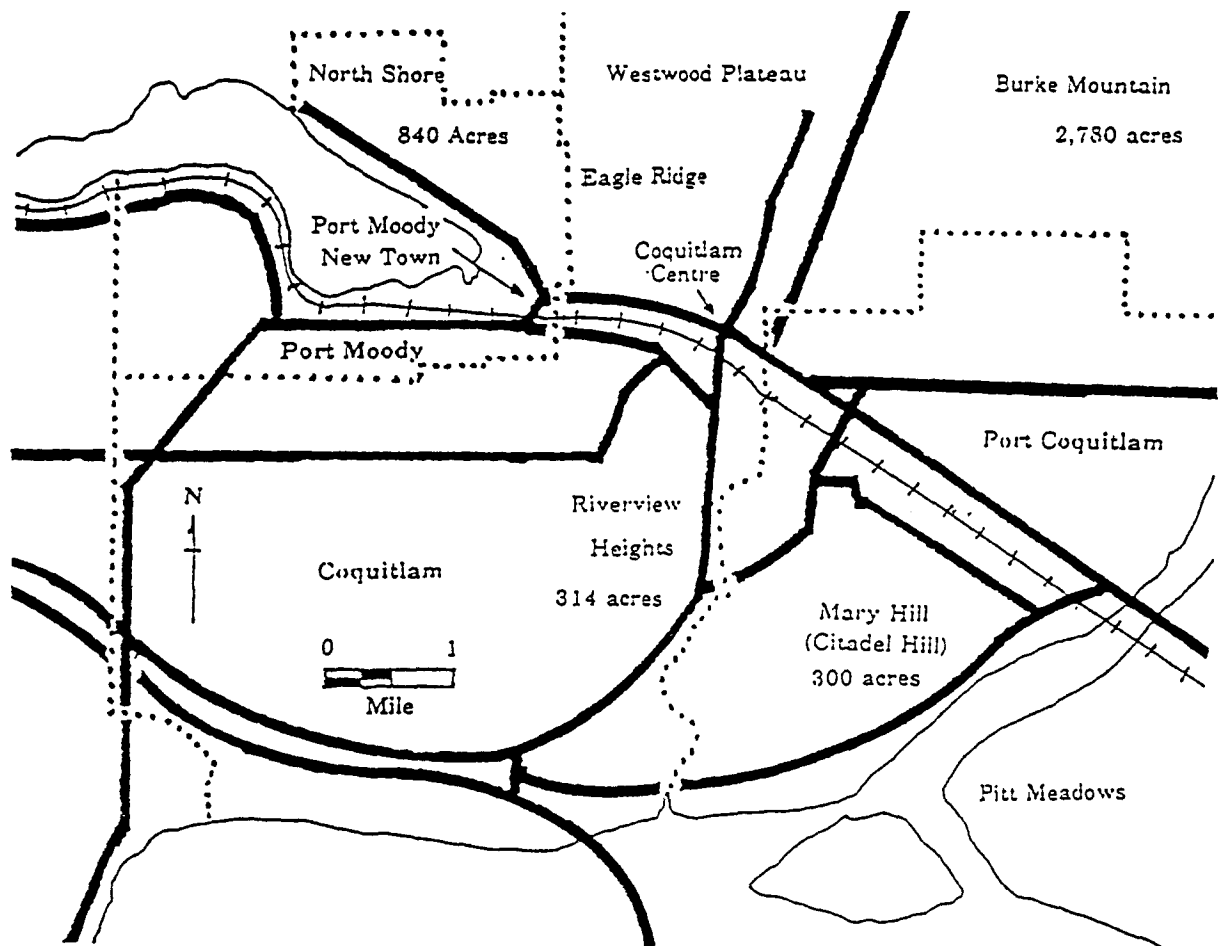 North Shore
840 Acres
Westwood Plateau
Burke Mountain
2,780 acres
Eagle Ridge
Port Moody
New Town
Coquitlam
Centre
Port Moody
Port Coquitlam
N
Riverview
Heights
314 acres
Coquitlam
0 1
Mile
Mary Hill
(Citadel Hill)
300 acres
Pitt Meadows